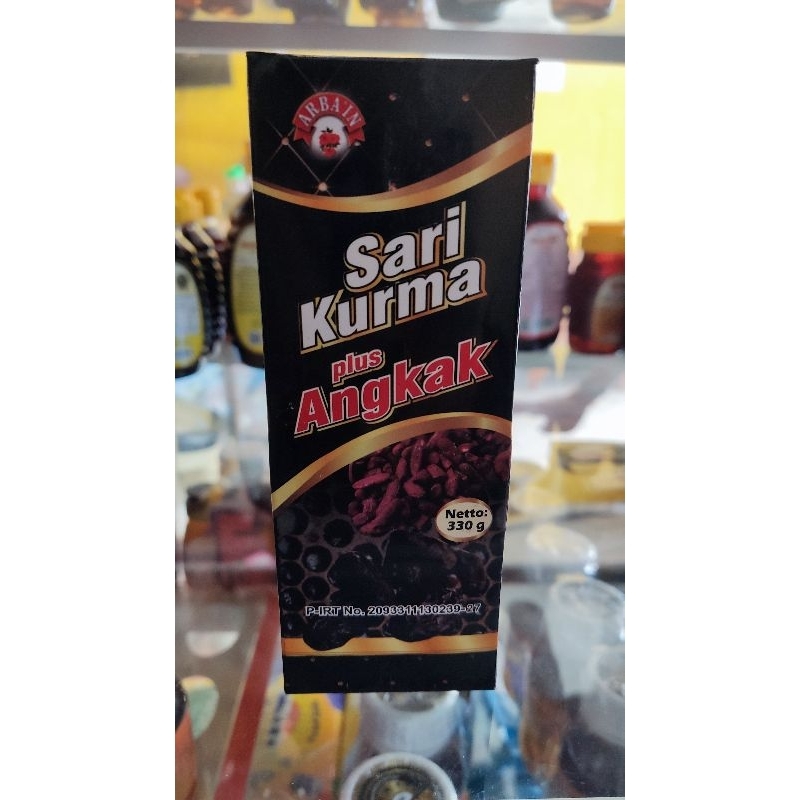 ARBA'IN
Sari
Kurma
plus
Angkak
Netto:
330 g
P-IRT No. 2093311130239-27